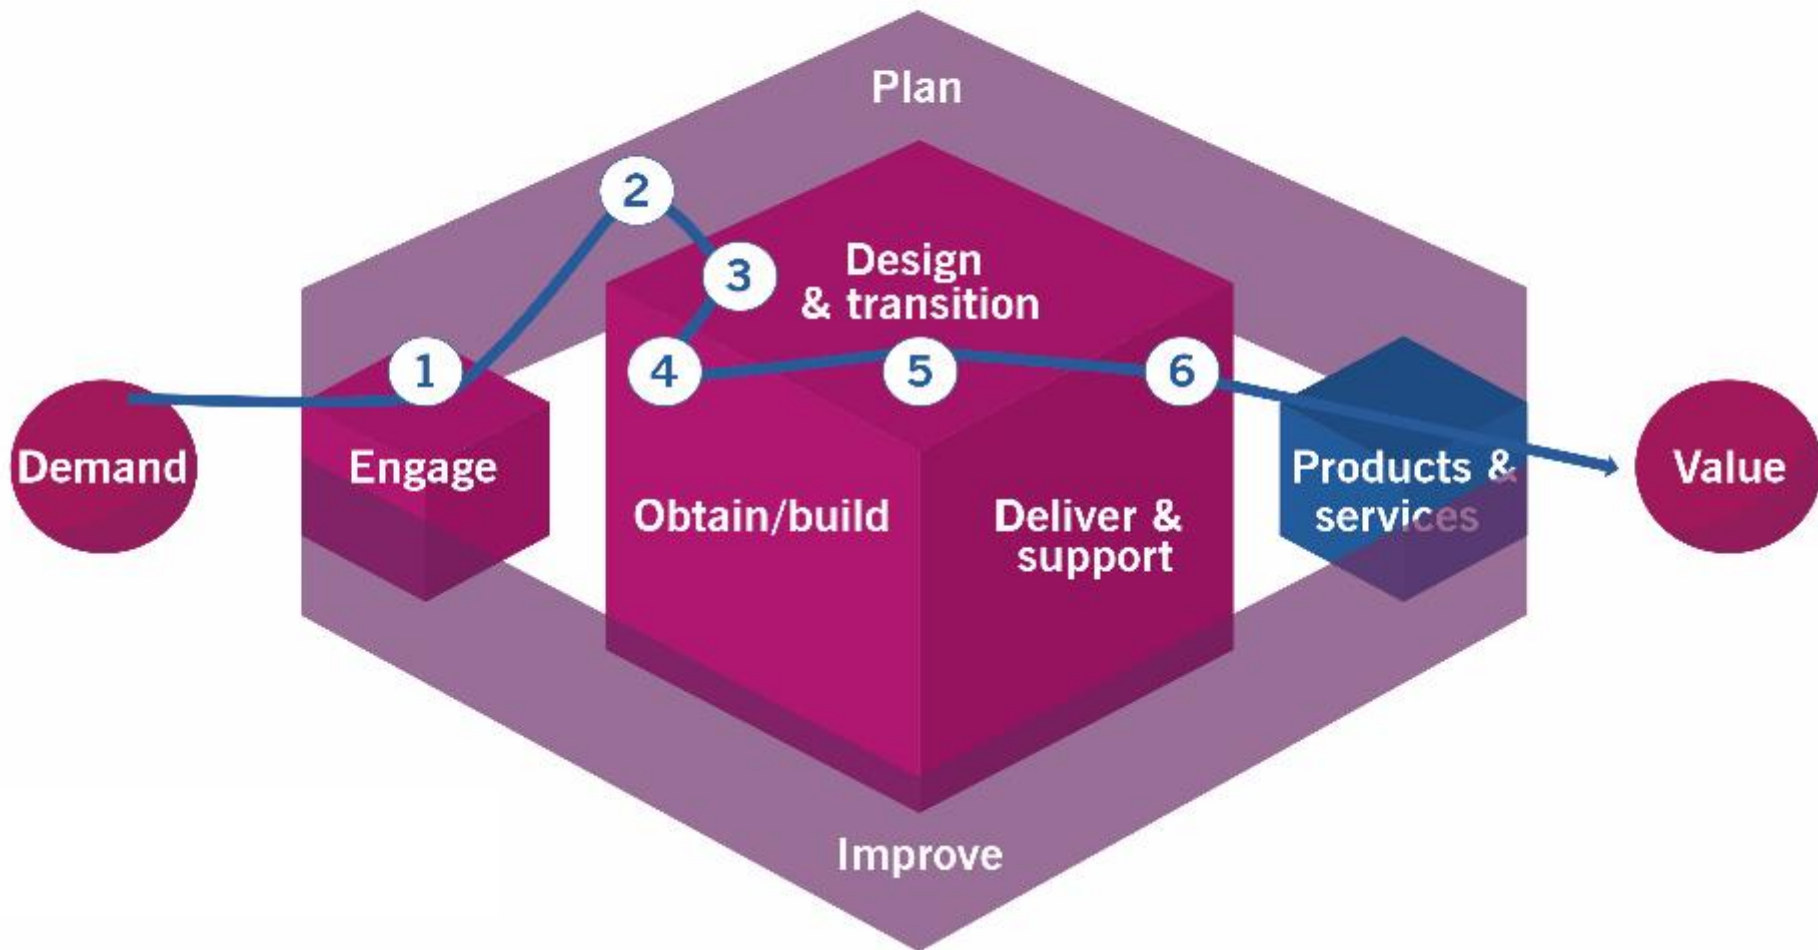 Plan
2
3
Design
& transition
1
4
5
6
Demand
Engage
Products &
services
Value
Obtain/build
Deliver &
support
Improve